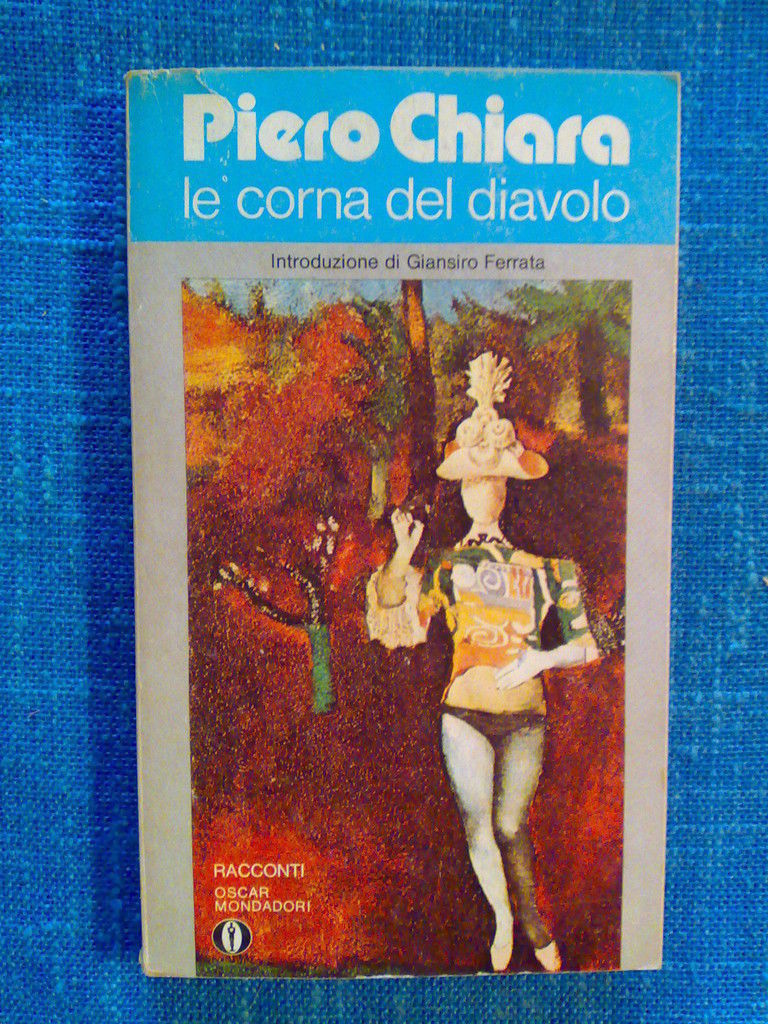 Piero Chiara
le corna del diavolo
Introduzione di Giansiro Ferrata
RACCONTI
OSCAR
MONDADORI